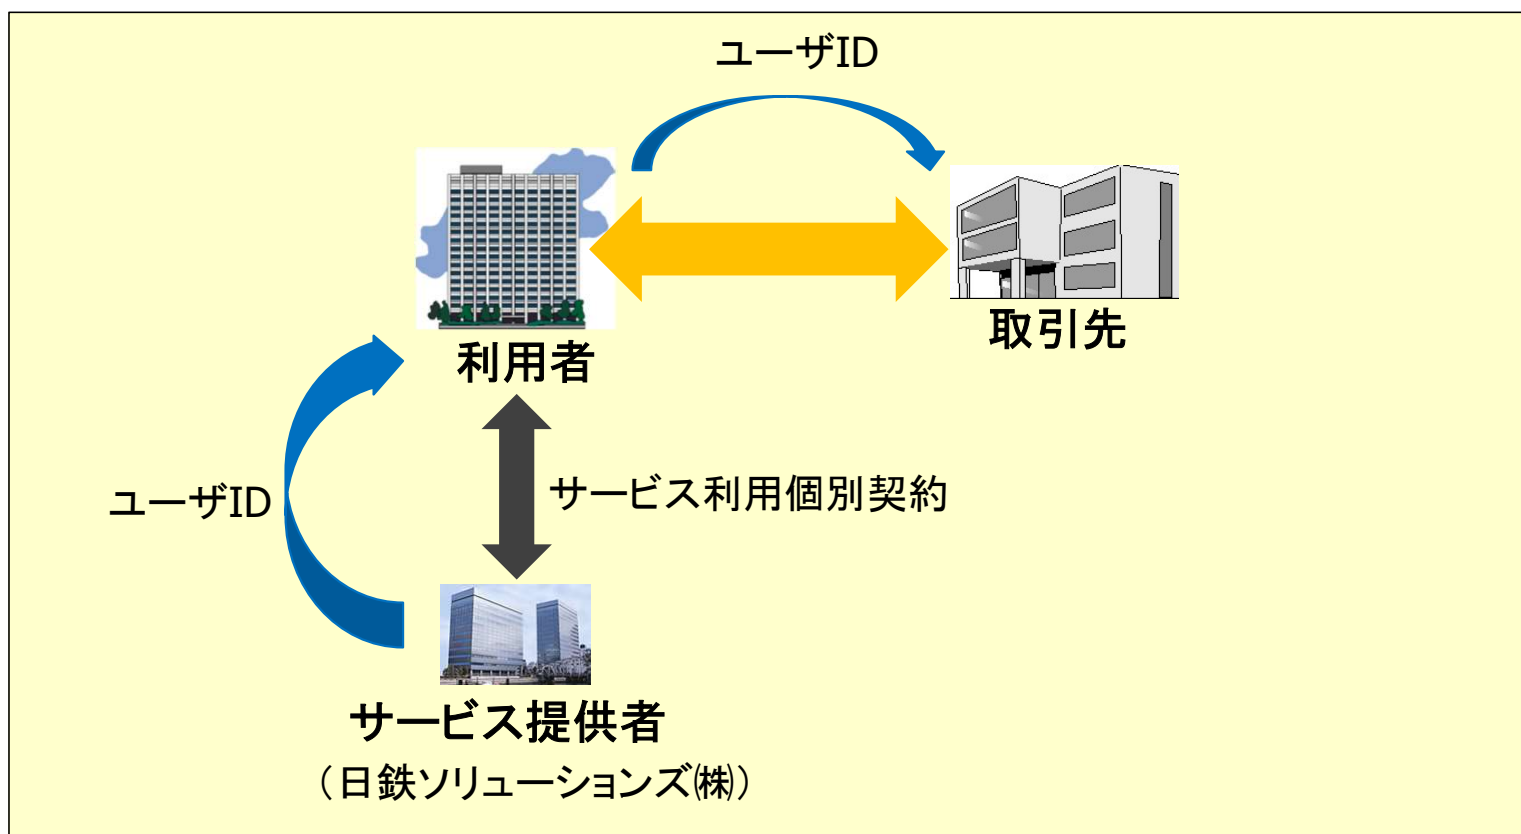 ユーザID
取引先
利用者
ユーザID
サービス利用個別契約
サービス提供者
（日鉄ソリューションズ㈱）